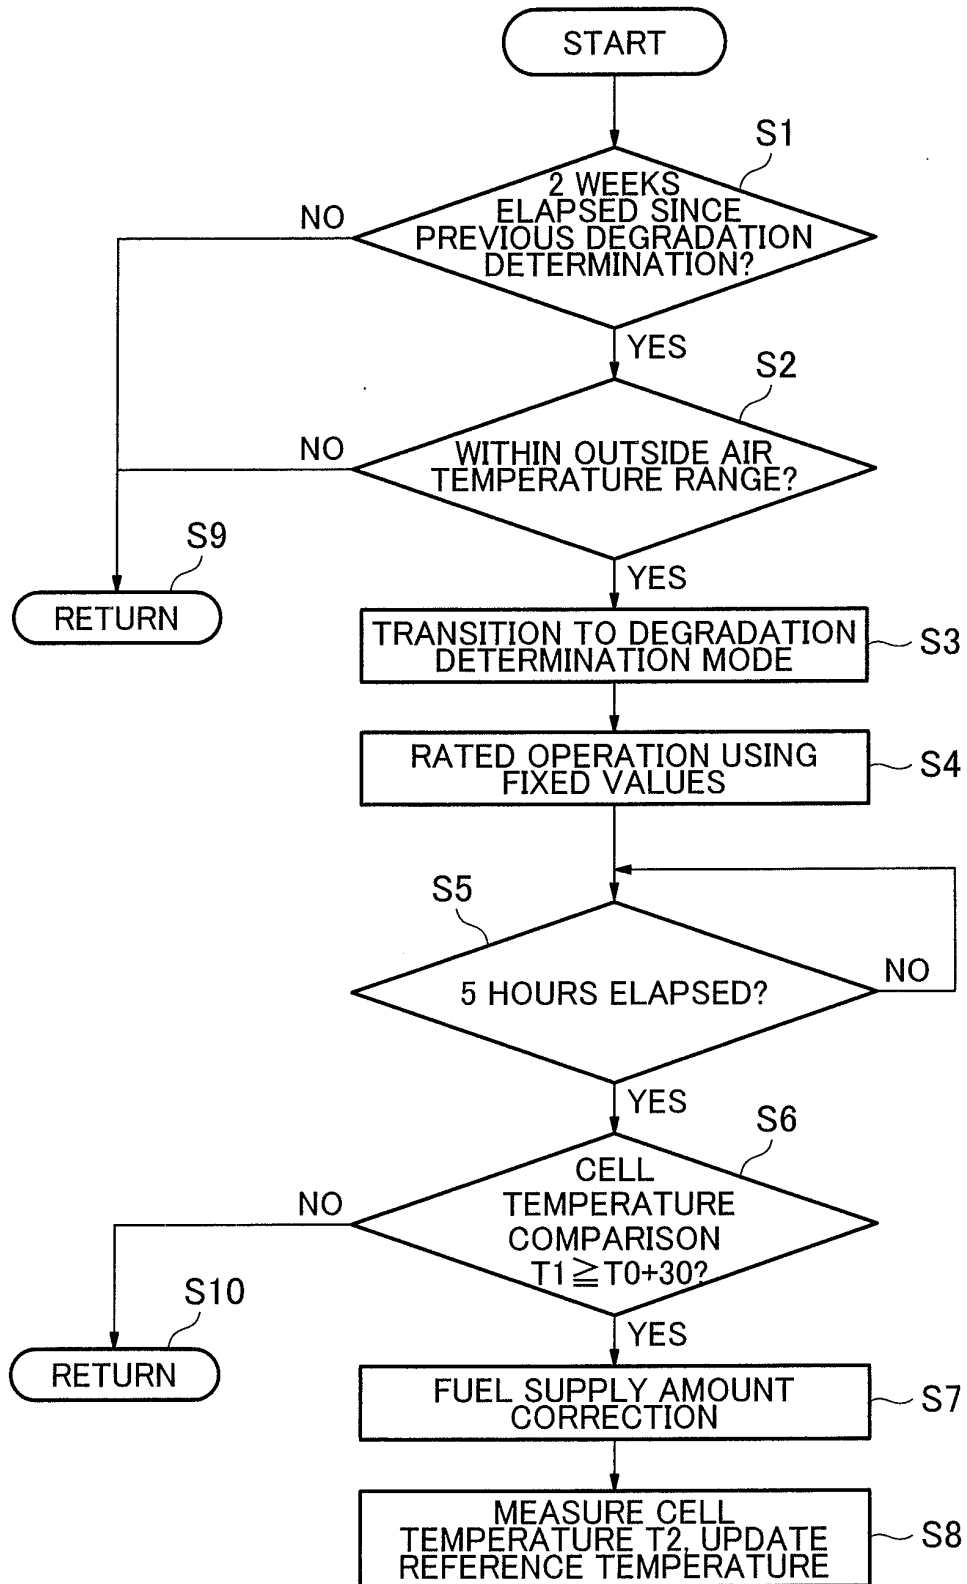 START
S1
2 WEEKS
ELAPSED SINCE
PREVIOUS DEGRADATION
DETERMINATION?
NO
YES
S2
WITHIN OUTSIDE AIR
TEMPERATURE RANGE?
NO
YES
S9
RETURN
TRANSITION TO DEGRADATION
DETERMINATION MODE
S3
RATED OPERATION USING
FIXED VALUES
S4
S5
5 HOURS ELAPSED?
NO
YES
S6
CELL
TEMPERATURE
COMPARISON
T1≧T0+30?
NO
YES
S10
RETURN
FUEL SUPPLY AMOUNT
CORRECTION
S7
MEASURE CELL
TEMPERATURE T2, UPDATE
REFERENCE TEMPERATURE
S8